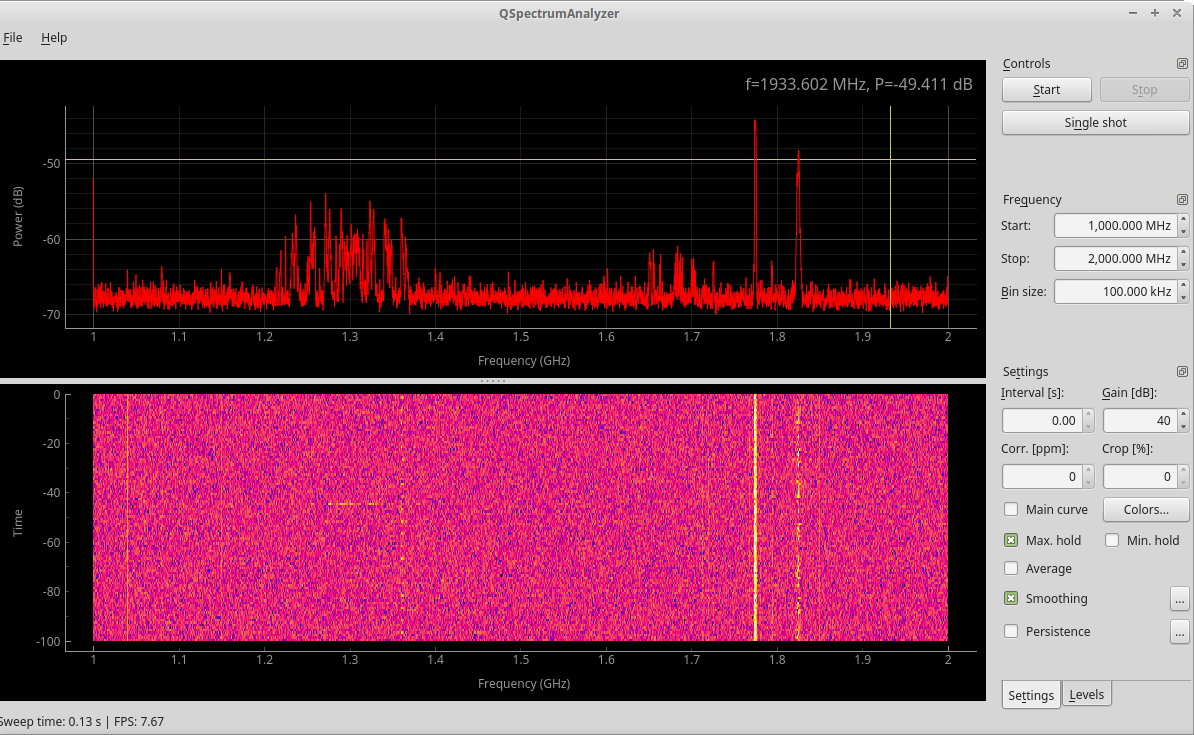 QSpectrumAnalyzer
File Help
f=1933.602 MHz, P=-49.411 dB
-50
-60
-70
Power (dB)
1 1.1 1.2 1.3 1.4 1.5 1.6 1.7 1.8 1.9 2
Frequency (GHz)
0
-20
-40
-60
-80
-100
Time
1 1.1 1.2 1.3 1.4 1.5 1.6 1.7 1.8 1.9 2
Frequency (GHz)
Sweep time: 0.13 s | FPS: 7.67
Controls
Start Stop
Single shot
Frequency
Start: 1,000.000 MHz
Stop: 2,000.000 MHz
Bin size: 100.000 kHz
Settings
Interval [s]: Gain [dB]:
0.00 40
Corr. [ppm]: Crop [%]:
0 0
Main curve Colors...
Max. hold Min. hold
Average
Smoothing ...
Persistence ...
Settings Levels